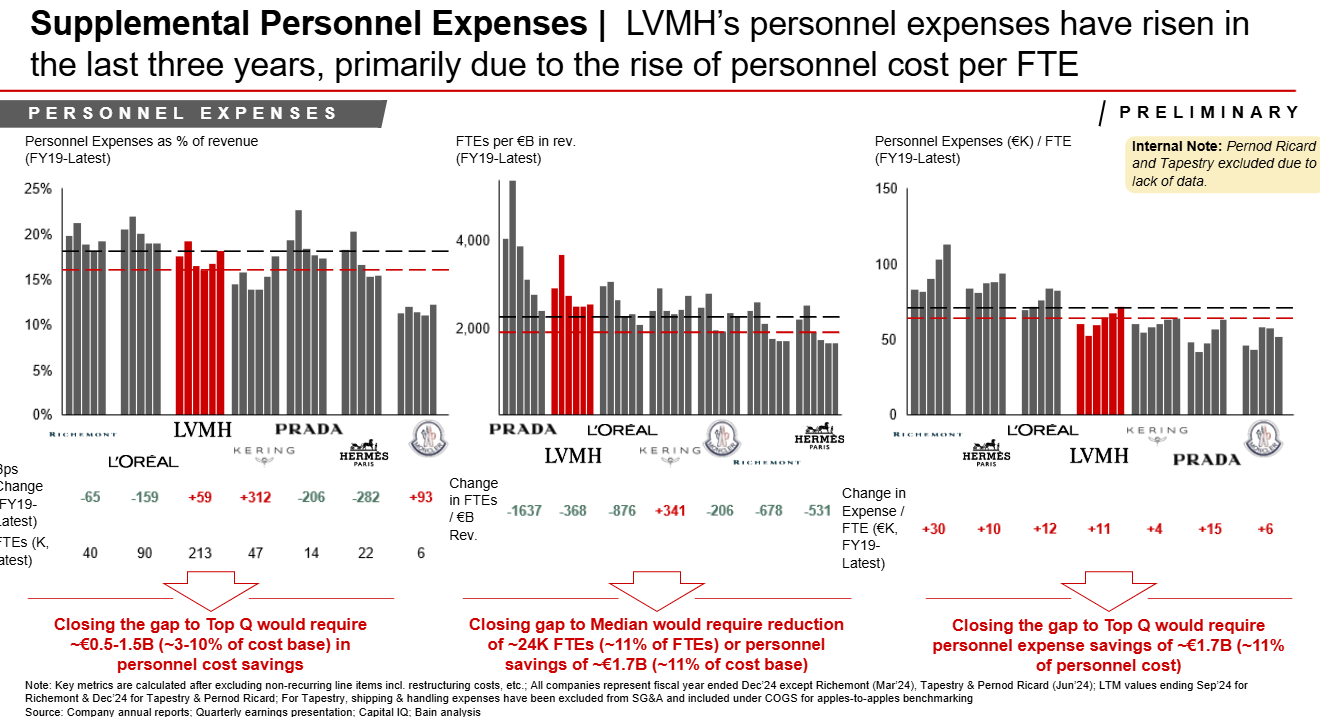 Supplemental Personnel Expenses | LVMH's personnel expenses have risen in
the last three years, primarily due to the rise of personnel cost per FTE
PERSONNEL EXPENSES
PRELIMINARY
Personnel Expenses as % of revenue
(FY19-Latest)
25%
20%
15%
10%
5%
0%
RICHEMONT
L'ORÉAL
LVMH
KERING
PRADA
HERMÈS
PARIS
MONCLER
Bps
Change
(FY19-
Latest)
-65 -159 +59 +312 -206 -282 +93
FTEs (K,
Latest)
40 90 213 47 14 22 6
Closing the gap to Top Q would require
~€0.5-1.5B (~3-10% of cost base) in
personnel cost savings
FTEs per €B in rev.
(FY19-Latest)
4,000
2,000
PRADA
LVMH
L'ORÉAL
KERING
MONCLER
RICHEMONT
HERMÈS
PARIS
Change
in FTEs
/ €B
Rev.
-1637 -368 -876 +341 -206 -678 -531
Closing gap to Median would require reduction
of ~24K FTEs (~11% of FTEs) or personnel
savings of ~€1.7B (~11% of cost base)
Personnel Expenses (€K) / FTE
(FY19-Latest)
Internal Note: Pernod Ricard
and Tapestry excluded due to
lack of data.
150
100
50
0
RICHEMONT
HERMÈS
PARIS
L'ORÉAL
LVMH
KERING
PRADA
MONCLER
Change in
Expense /
FTE (€K,
FY19-
Latest)
+30 +10 +12 +11 +4 +15 +6
Closing the gap to Top Q would require
personnel expense savings of ~€1.7B (~11%
of personnel cost)
Note: Key metrics are calculated after excluding non-recurring line items incl. restructuring costs, etc.; All companies represent fiscal year ended Dec'24 except Richemont (Mar'24), Tapestry & Pernod Ricard (Jun'24); LTM values ending Sep'24 for
Richemont & Dec'24 for Tapestry & Pernod Ricard; For Tapestry, shipping & handling expenses have been excluded from SG&A and included under COGS for apples-to-apples benchmarking
Source: Company annual reports; Quarterly earnings presentation; Capital IQ; Bain analysis